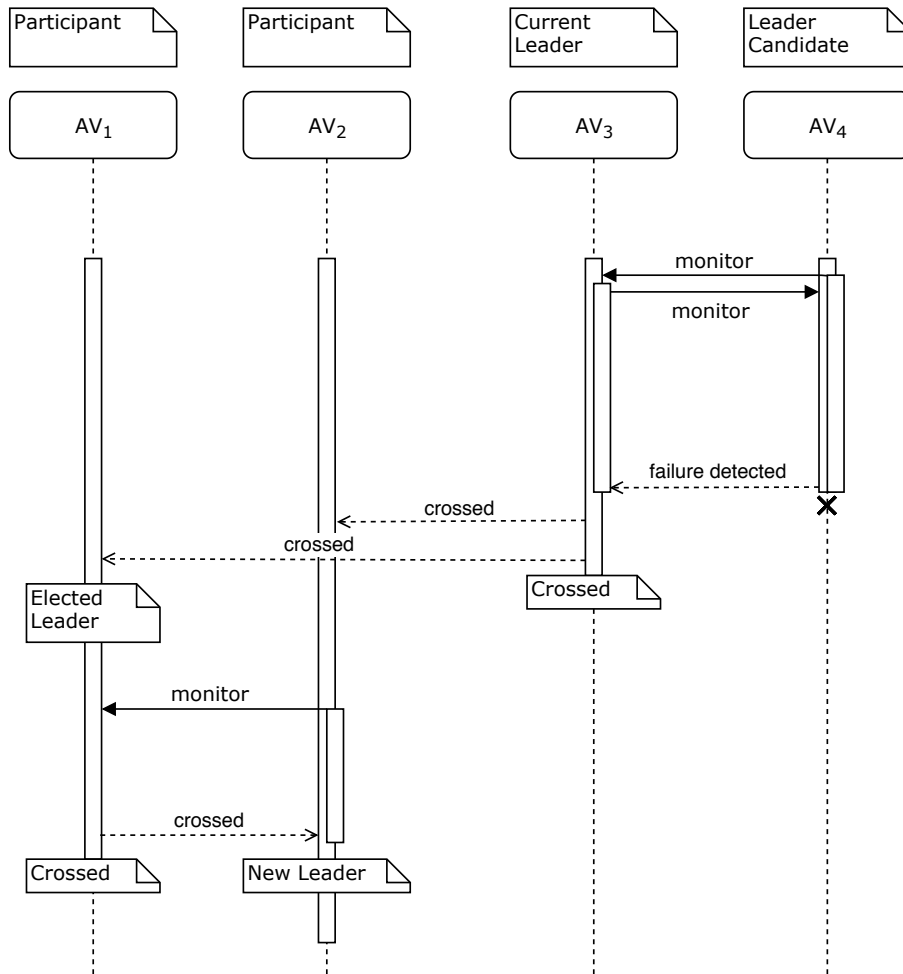 Participant
Participant
Current
Leader
Leader
Candidate
AV₁
AV₂
AV₃
AV₄
monitor
monitor
failure detected
crossed
crossed
Elected
Leader
Crossed
monitor
crossed
Crossed
New Leader